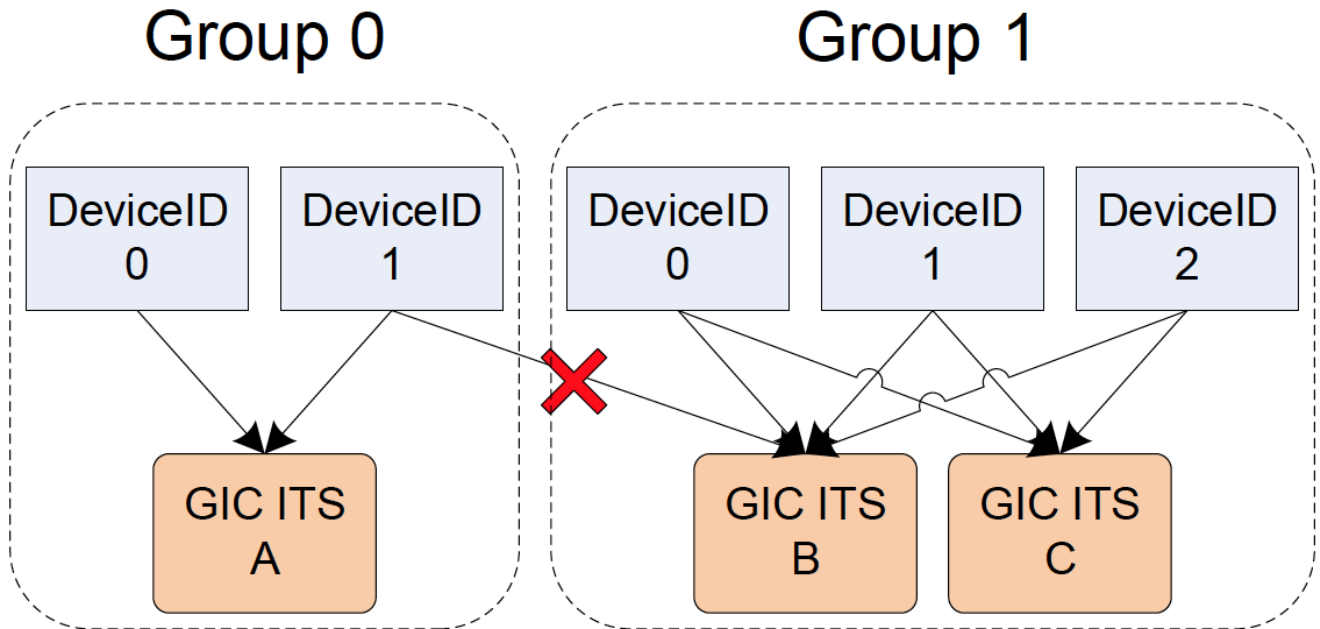 Group 0
Group 1
DeviceID
0
DeviceID
1
DeviceID
0
DeviceID
1
DeviceID
2
GIC ITS
A
GIC ITS
B
GIC ITS
C